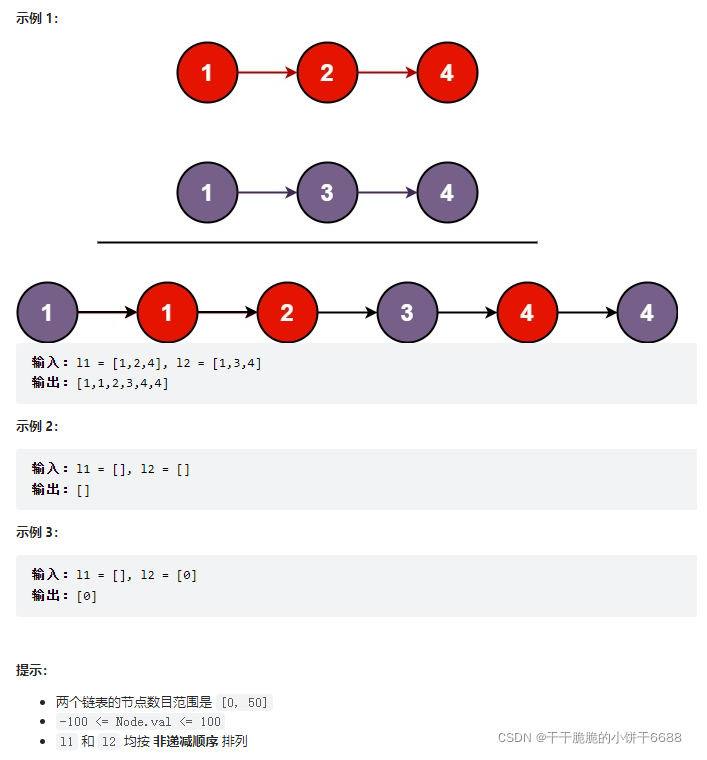 示例 1:
1 2 4
1 3 4
1 1 2 3 4 4
输入:l1 = [1,2,4], l2 = [1,3,4]
输出:[1,1,2,3,4,4]
示例 2:
输入:l1 = [], l2 = []
输出:[]
示例 3:
输入:l1 = [], l2 = [0]
输出:[0]
提示:
两个链表的节点数目范围是 [0, 50]
-100 <= Node.val <= 100
l1 和 l2 均按 非递减顺序 排列
CSDN @干干脆脆的小饼干6688